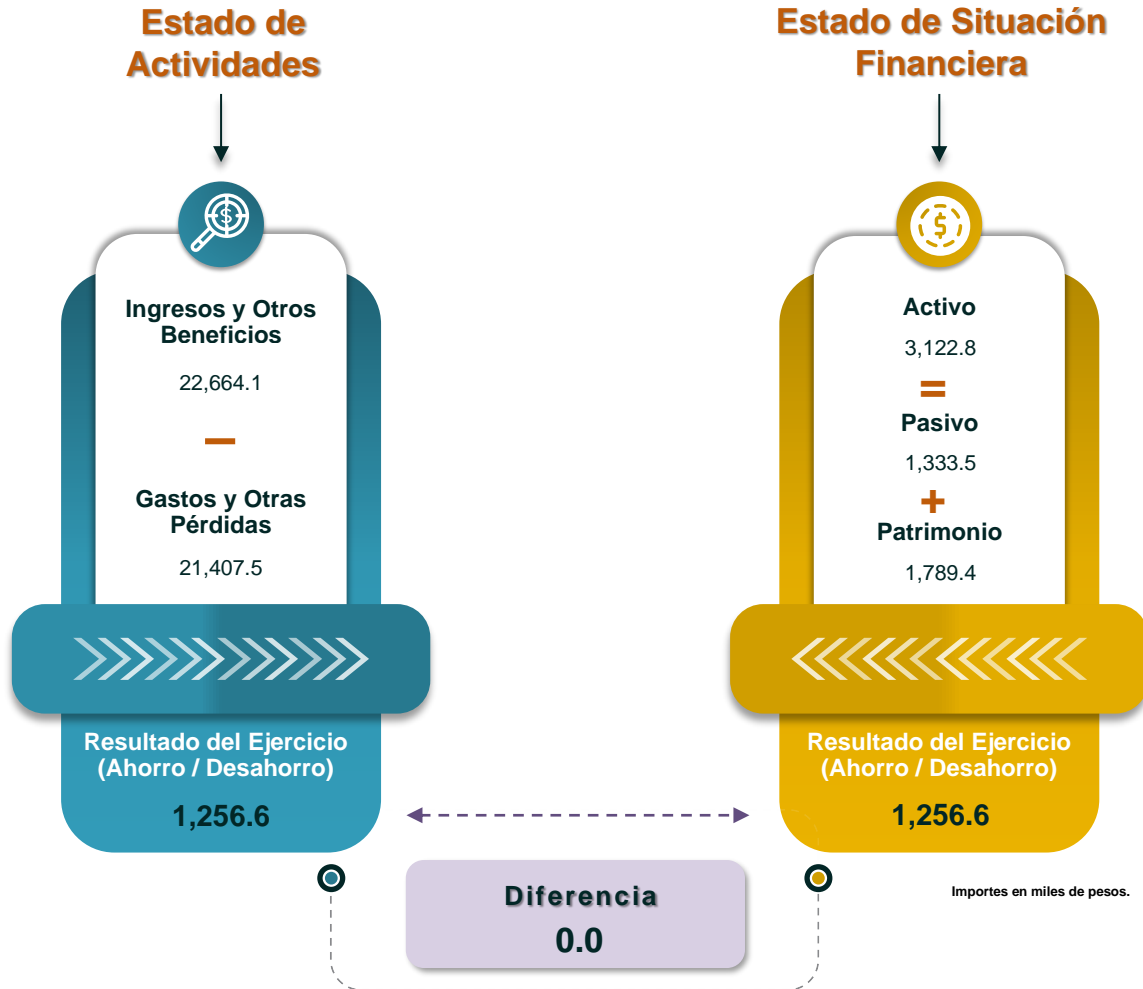 Estado de
Actividades
Ingresos y Otros
Beneficios
22,664.1
–
Gastos y Otras
Pérdidas
21,407.5
Resultado del Ejercicio
(Ahorro / Desahorro)
1,256.6
Estado de Situación
Financiera
Activo
3,122.8
=
Pasivo
1,333.5
+
Patrimonio
1,789.4
Resultado del Ejercicio
(Ahorro / Desahorro)
1,256.6
Diferencia
0.0
Importes en miles de pesos.